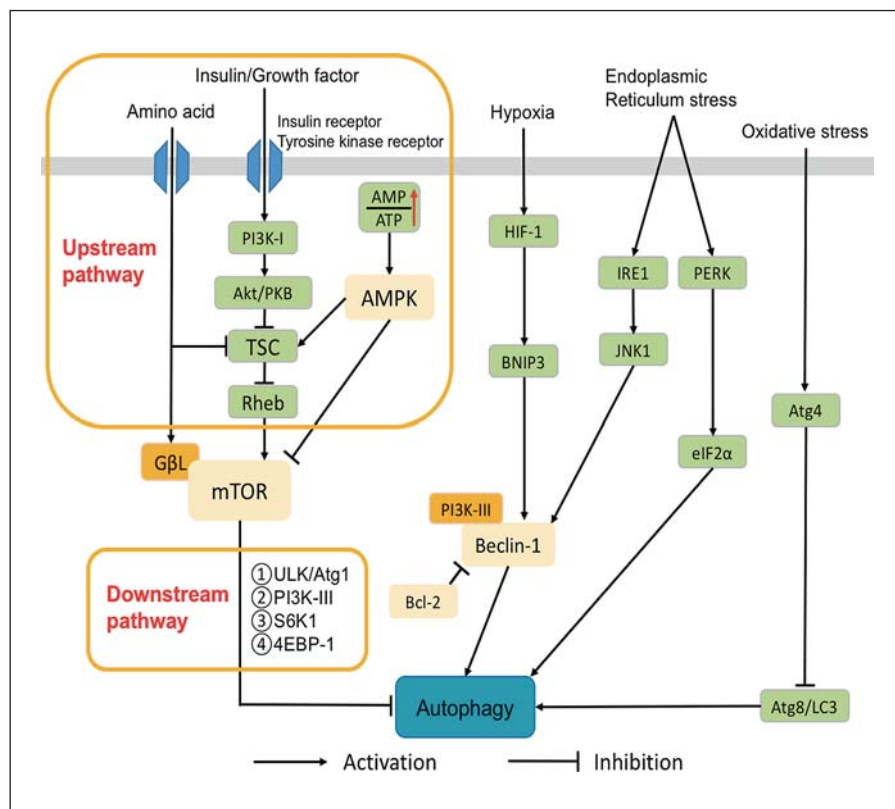 Insulin/Growth factor
Amino acid
Insulin receptor
Tyrosine kinase receptor
Hypoxia
Endoplasmic
Reticulum stress
Oxidative stress
AMP
ATP
Upstream
pathway
PI3K-I
Akt/PKB
AMPK
TSC
Rheb
GβL
mTOR
HIF-1
BNIP3
IRE1
PERK
JNK1
Atg4
eIF2α
PI3K-III
Beclin-1
Bcl-2
Downstream
pathway
①ULK/Atg1
②PI3K-III
③S6K1
④4EBP-1
Autophagy
Atg8/LC3
Activation
Inhibition